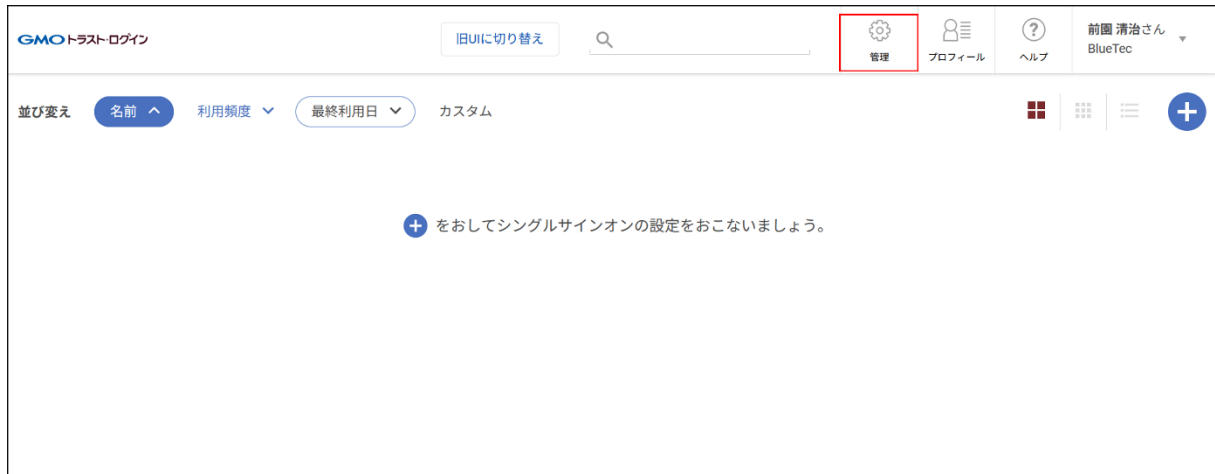 GMOトラスト・ログイン
旧UIに切り替え
管理
プロフィール
ヘルプ
前園 清治さん
BlueTec
並び変え 名前 利用頻度 最終利用日 カスタム
をおしてシングルサインオンの設定をおこないましょう。